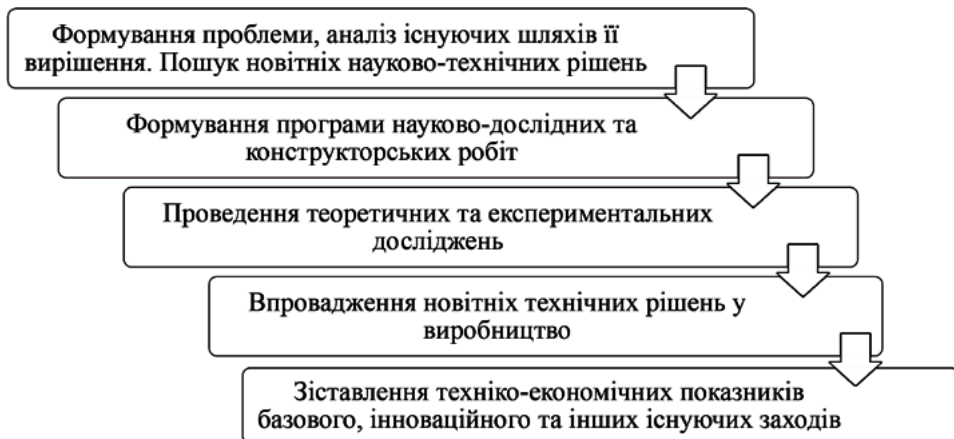 Формування проблеми, аналіз існуючих шляхів її
вирішення. Пошук новітніх науково-технічних рішень
Формування програми науково-дослідних та
конструкторських робіт
Проведення теоретичних та експериментальних
досліджень
Впровадження новітніх технічних рішень у
виробництво
Зіставлення техніко-економічних показників
базового, інноваційного та інших існуючих заходів